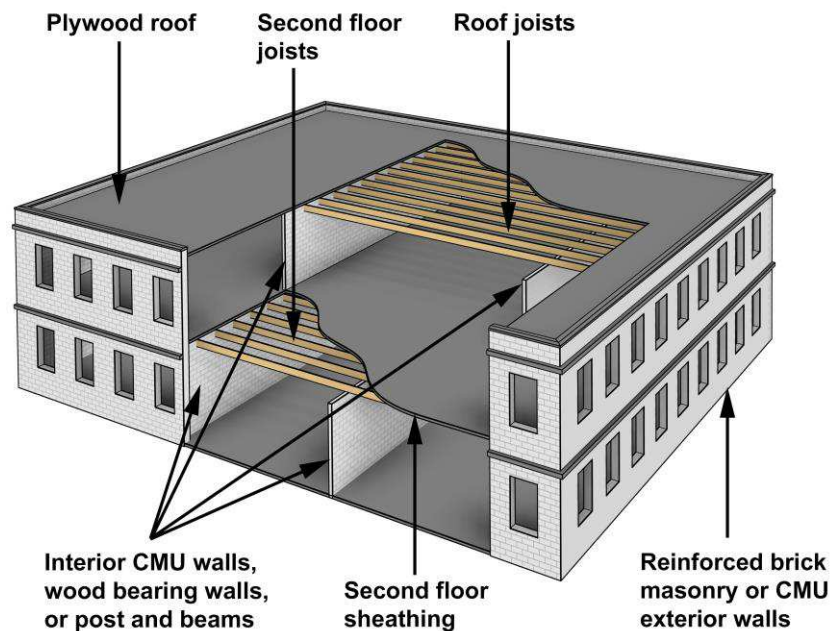 Plywood roof
Second floor
joists
Roof joists
Interior CMU walls,
wood bearing walls,
or post and beams
Second floor
sheathing
Reinforced brick
masonry or CMU
exterior walls